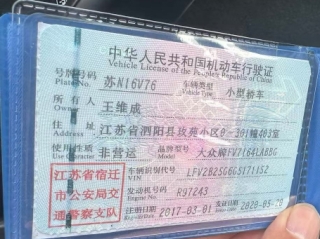 中华人民共和国机动车行驶证
Vehicle License of the People's Republic of China
号牌号码 Plate No. 苏N16V76 车辆类型 Vehicle Type 小型轿车
所有人 Owner 王维成
住址 Address 江苏省泗阳县玫苑小区9-301幢403室
使用性质 Use Character 非营运 品牌型号 Model 大众牌FV7164LABBG
江苏省宿迁 车辆识别代号 VIN
市公安局交 发动机号码 Engine No. R97243
通警察支队 注册日期 Register Date 2017-03-01 发证日期 Issue Date